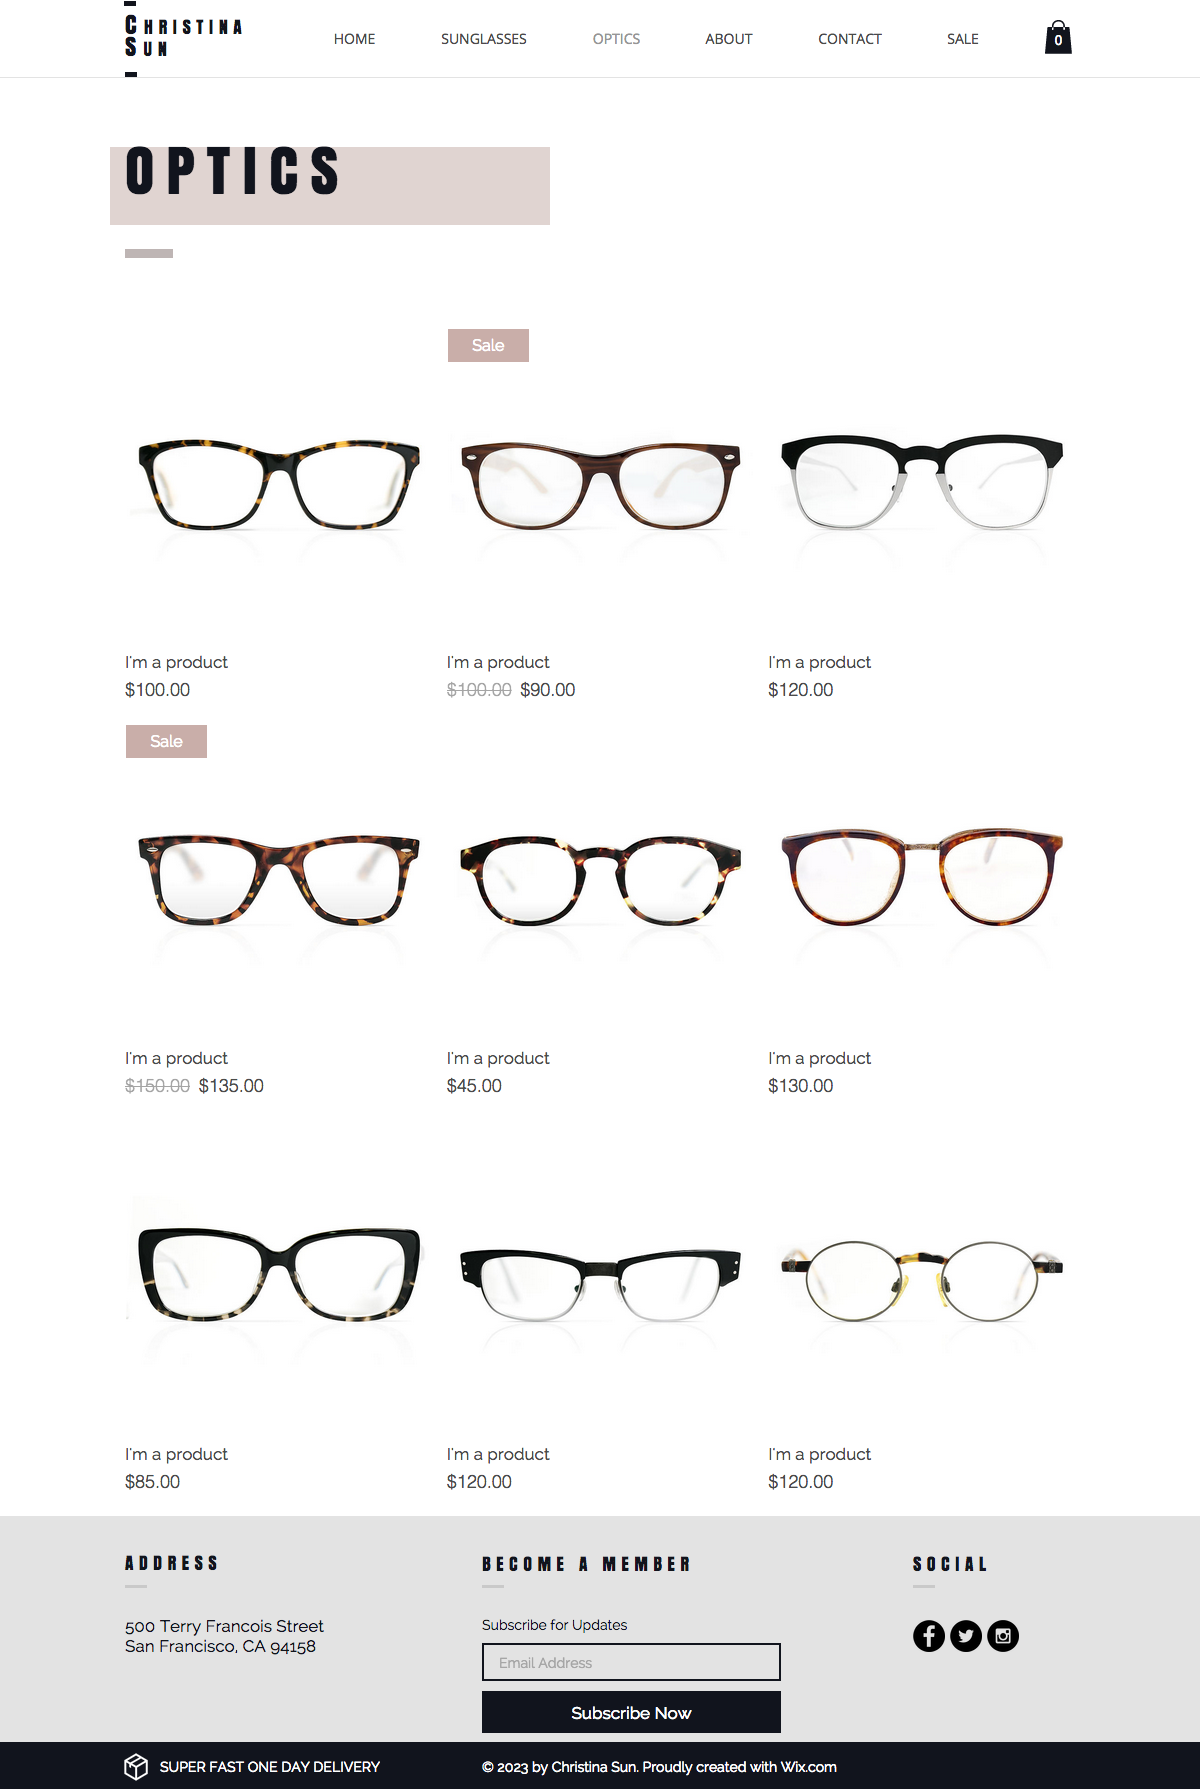 CHRISTINA
SUN
HOME
SUNGLASSES
OPTICS
ABOUT
CONTACT
SALE
0
OPTICS
Sale
I'm a product
$100.00
I'm a product
$100.00 $90.00
I'm a product
$120.00
Sale
I'm a product
$150.00 $135.00
I'm a product
$45.00
I'm a product
$130.00
I'm a product
$85.00
I'm a product
$120.00
I'm a product
$120.00
ADDRESS
500 Terry Francois Street
San Francisco, CA 94158
BECOME A MEMBER
Subscribe for Updates
Email Address
Subscribe Now
SOCIAL
SUPER FAST ONE DAY DELIVERY
© 2023 by Christina Sun. Proudly created with Wix.com